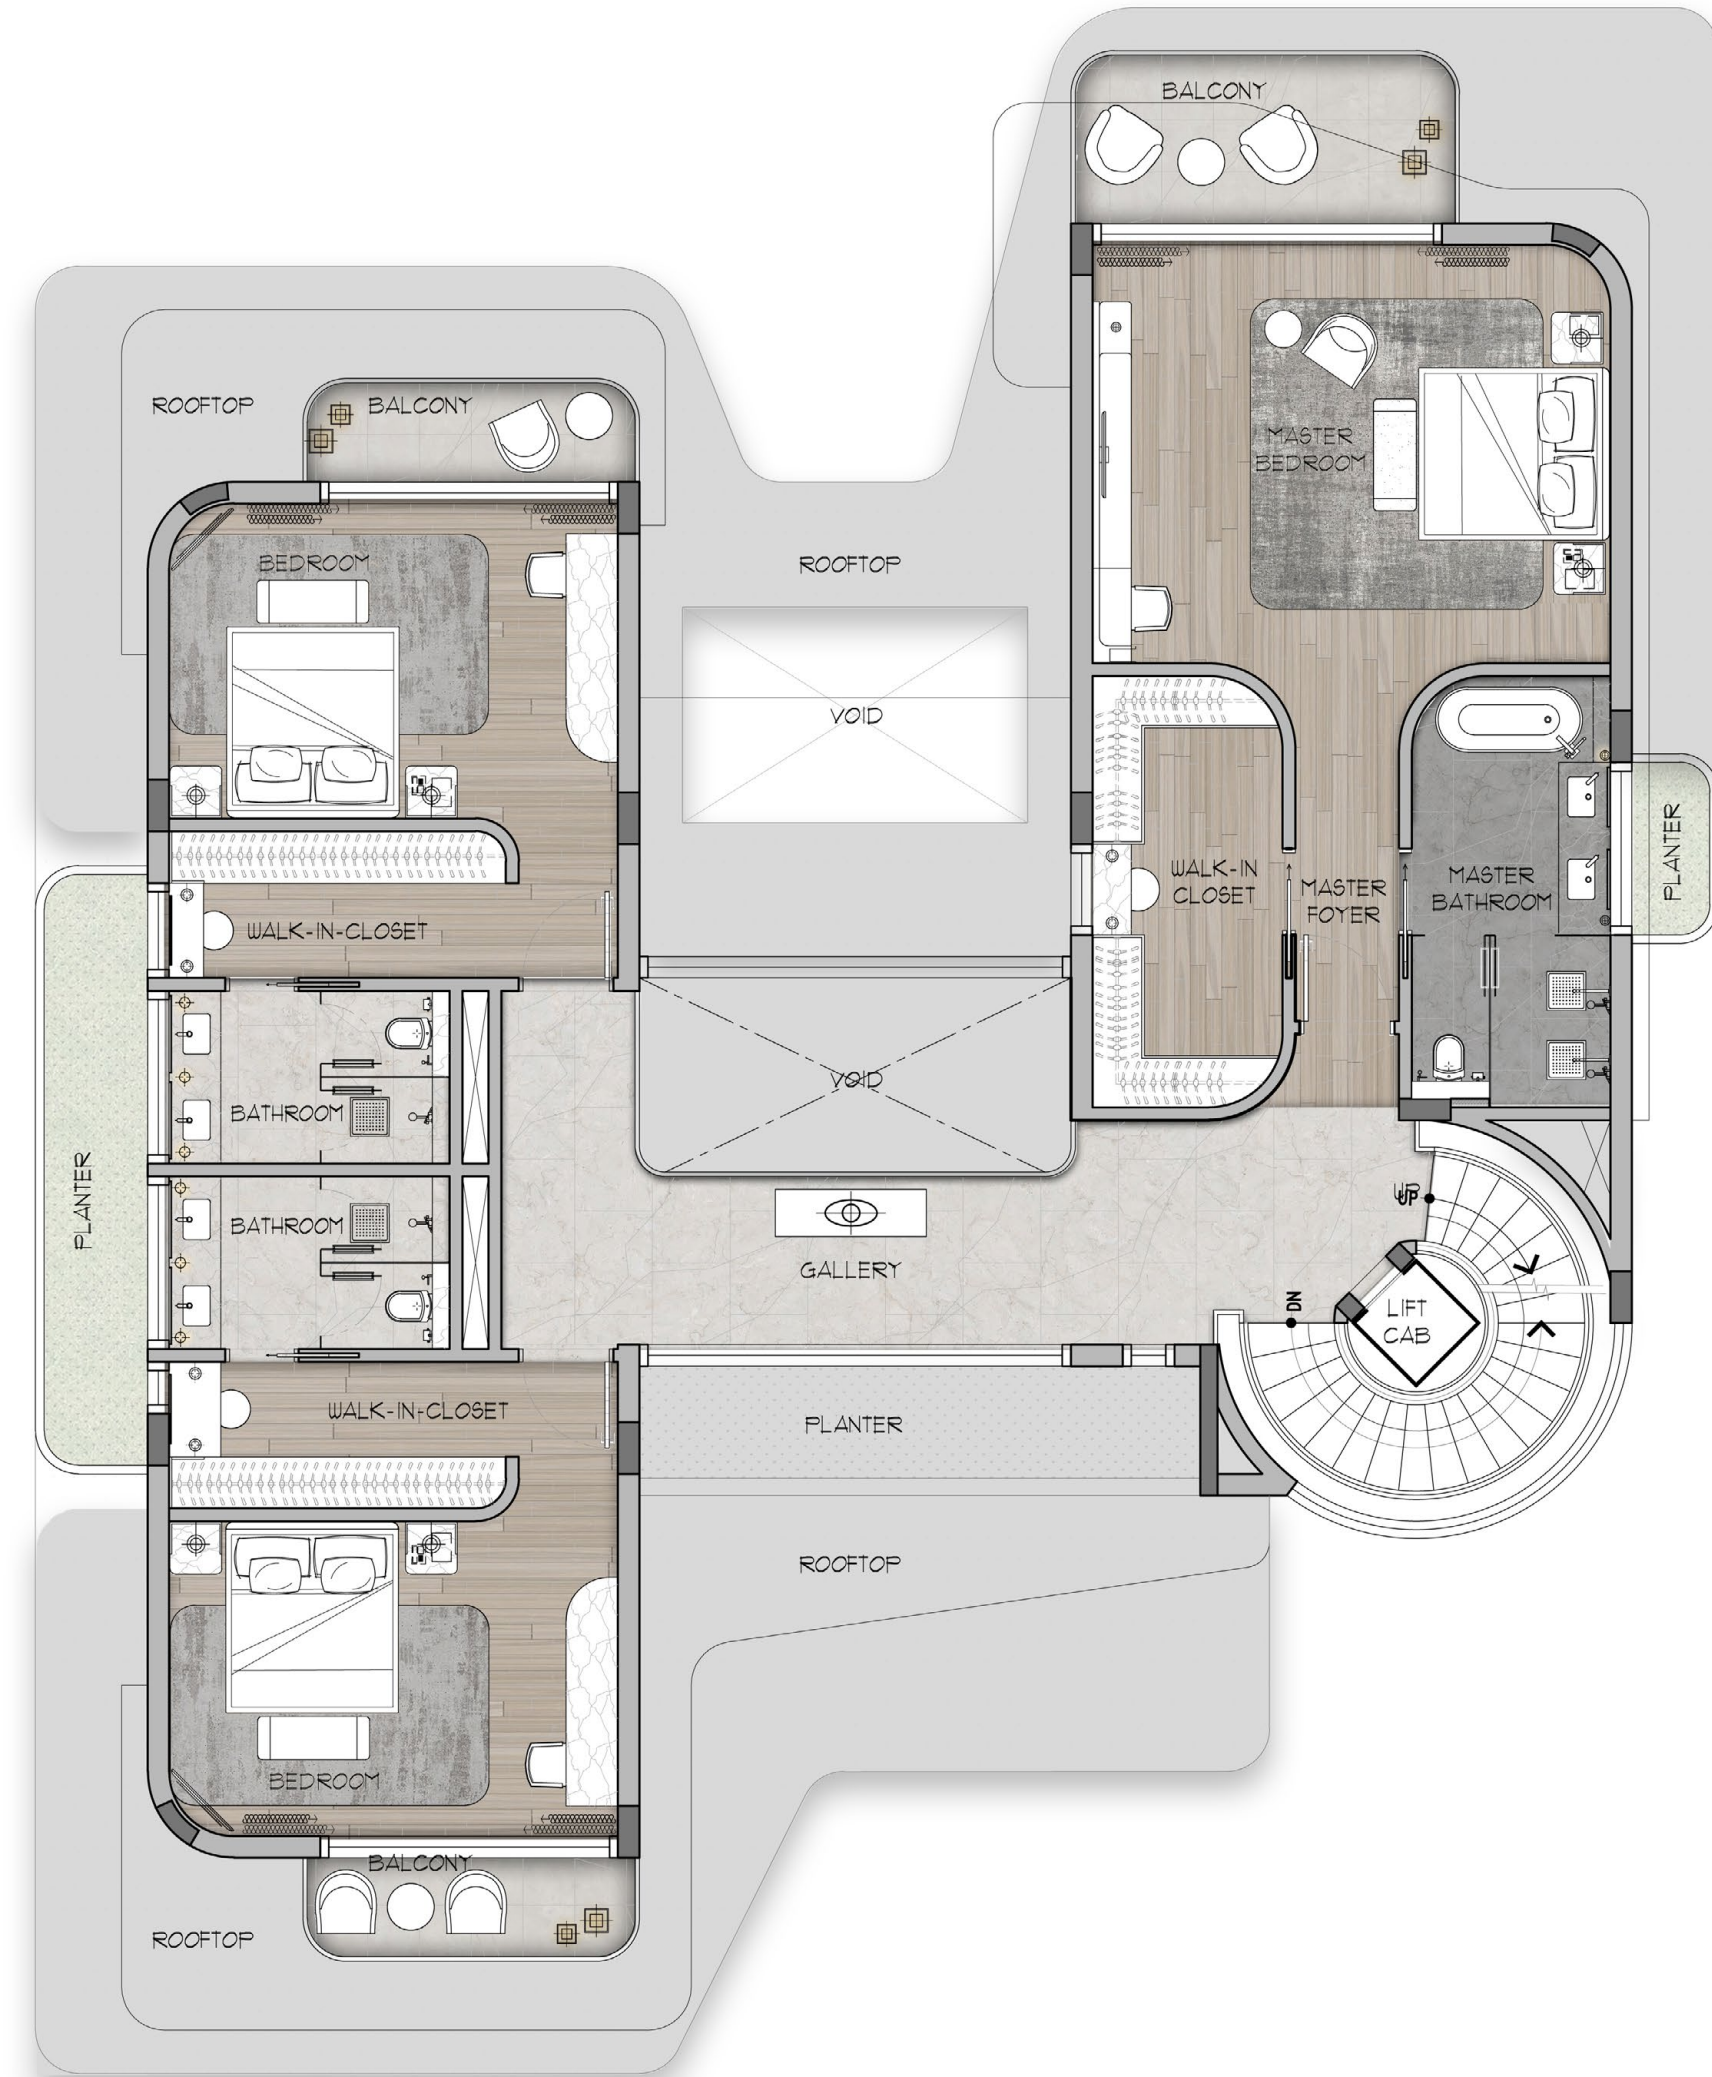 BALCONY
ROOFTOP
BALCONY
MASTER
BEDROOM
BEDROOM
ROOFTOP
VOID
PLANTER
WALK-IN
CLOSET
MASTER
FOYER
MASTER
BATHROOM
WALK-IN-CLOSET
VOID
BATHROOM
PLANTER
UP
BATHROOM
GALLERY
DN
LIFT
CAB
WALK-IN-CLOSET
PLANTER
ROOFTOP
BEDROOM
BALCONY
ROOFTOP